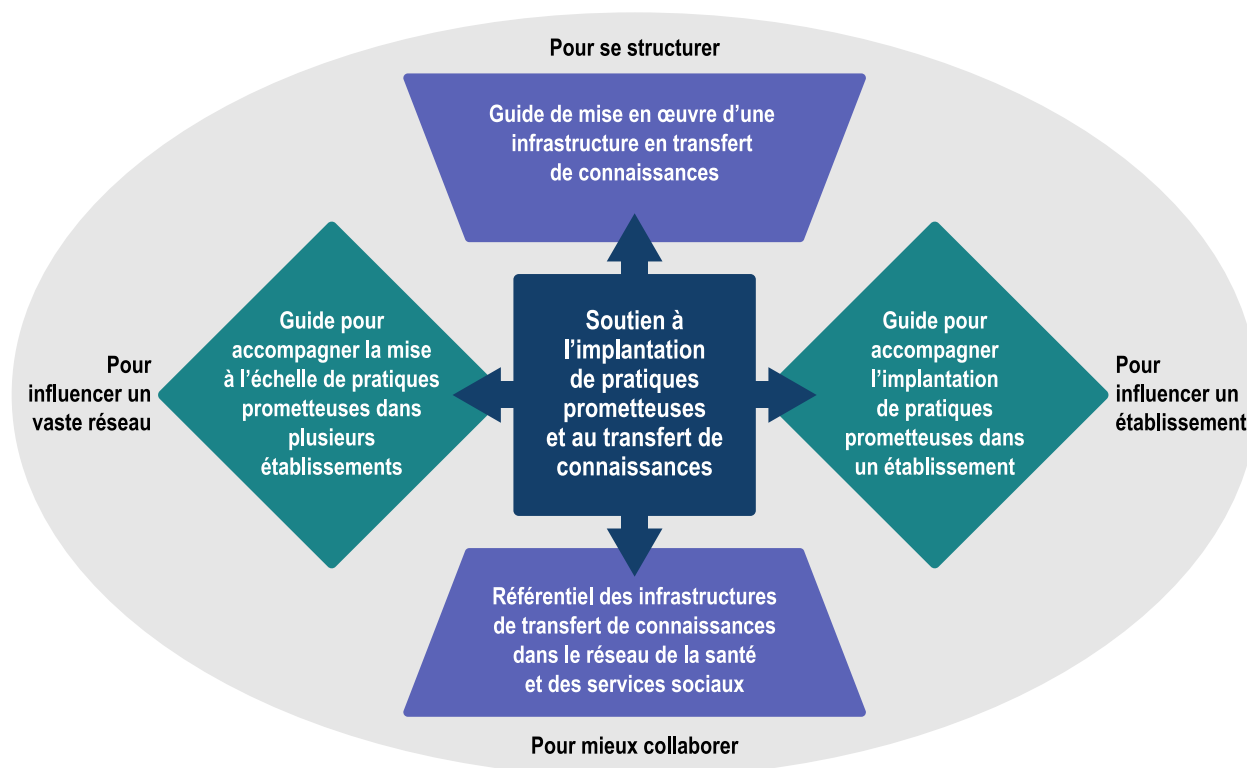 Pour se structurer
Guide de mise en œuvre d’une
infrastructure en transfert
de connaissances
Pour
influencer un
vaste réseau
Guide pour
accompagner la mise
à l’échelle de pratiques
prometteuses dans
plusieurs
établissements
Soutien à
l’implantation
de pratiques
prometteuses
et au transfert de
connaissances
Guide pour
accompagner
l’implantation
de pratiques
prometteuses dans
un établissement
Pour
influencer un
établissement
Référentiel des infrastructures
de transfert de connaissances
dans le réseau de la santé
et des services sociaux
Pour mieux collaborer